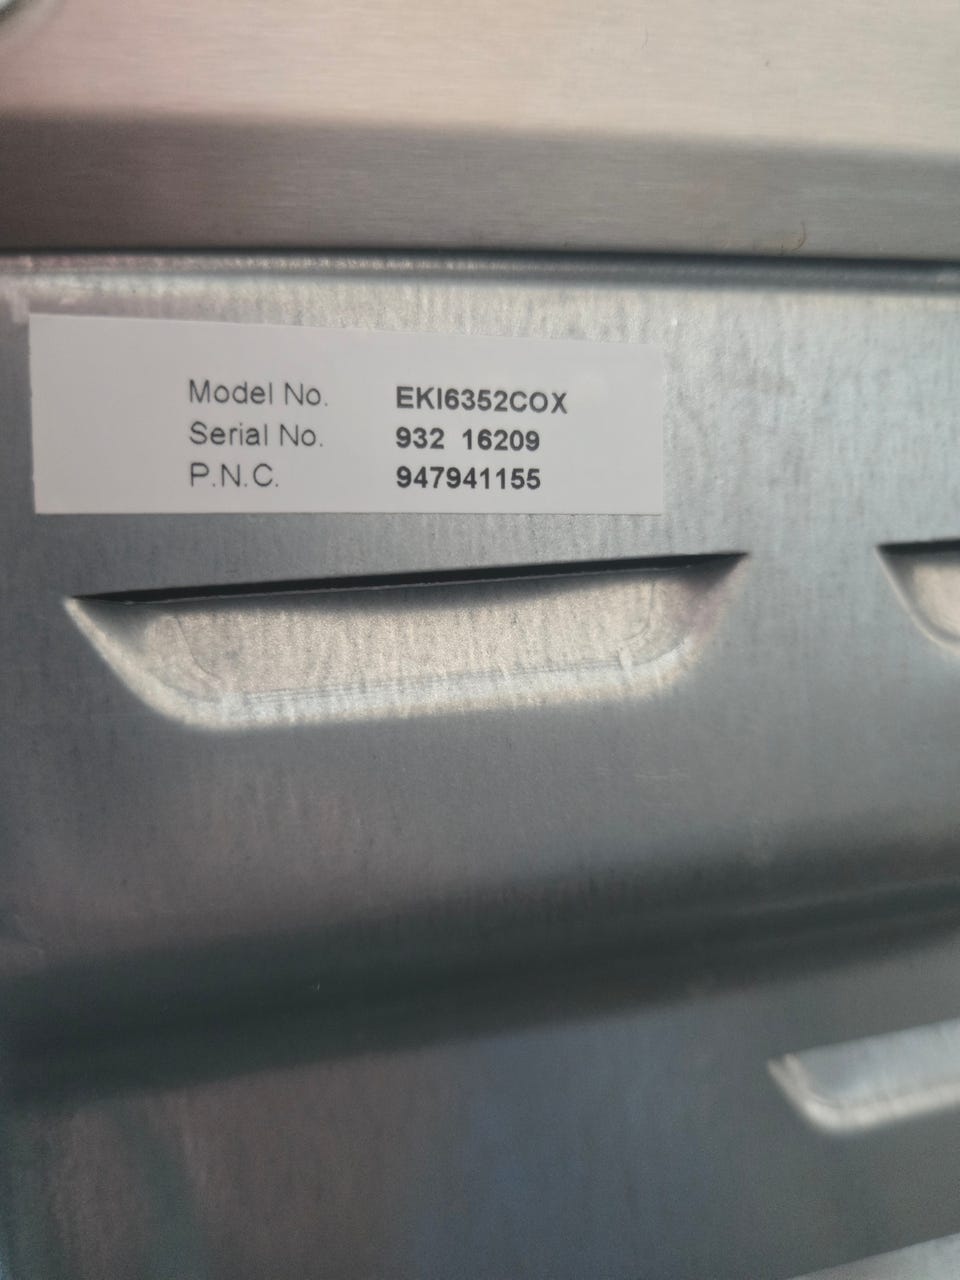 Model No. EKI6352COX
Serial No. 932 16209
P.N.C. 947941155